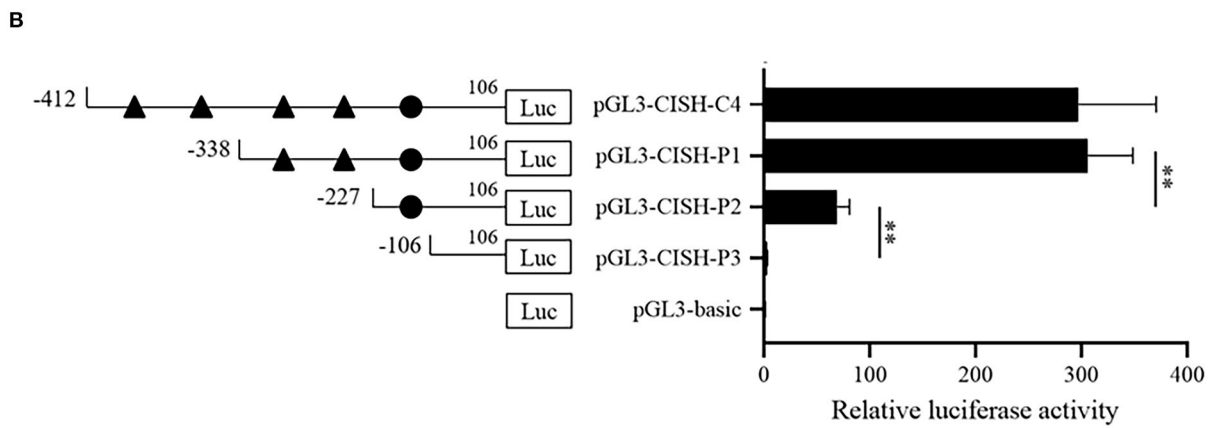 B
-412 106 Luc pGL3-CISH-C4
-338 106 Luc pGL3-CISH-P1
**
-227 106 Luc pGL3-CISH-P2
**
-106 106 Luc pGL3-CISH-P3
Luc pGL3-basic
0 100 200 300 400
Relative luciferase activity